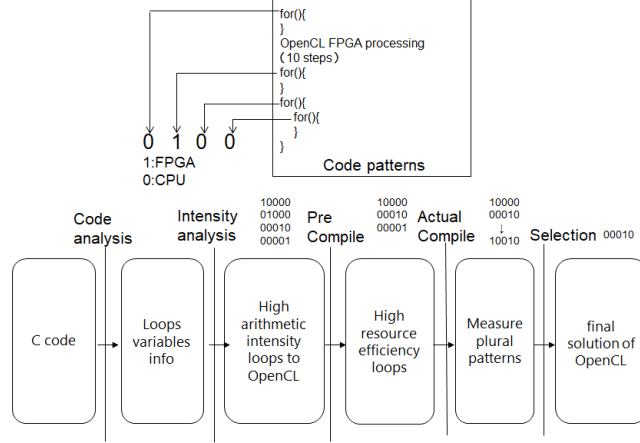 for(){
}
OpenCL FPGA processing
(10 steps)
for(){
}
for(){
for(){
}
}
0 1 0 0
1:FPGA
0:CPU
Code patterns
Code
analysis
Intensity
analysis
10000
01000
00010
00001
Pre
Compile
10000
00010
00001
Actual
Compile
10000
00010
↓
10010
Selection 00010
C code
Loops
variables
info
High
arithmetic
intensity
loops to
OpenCL
High
resource
efficiency
loops
Measure
plural
patterns
final
solution of
OpenCL